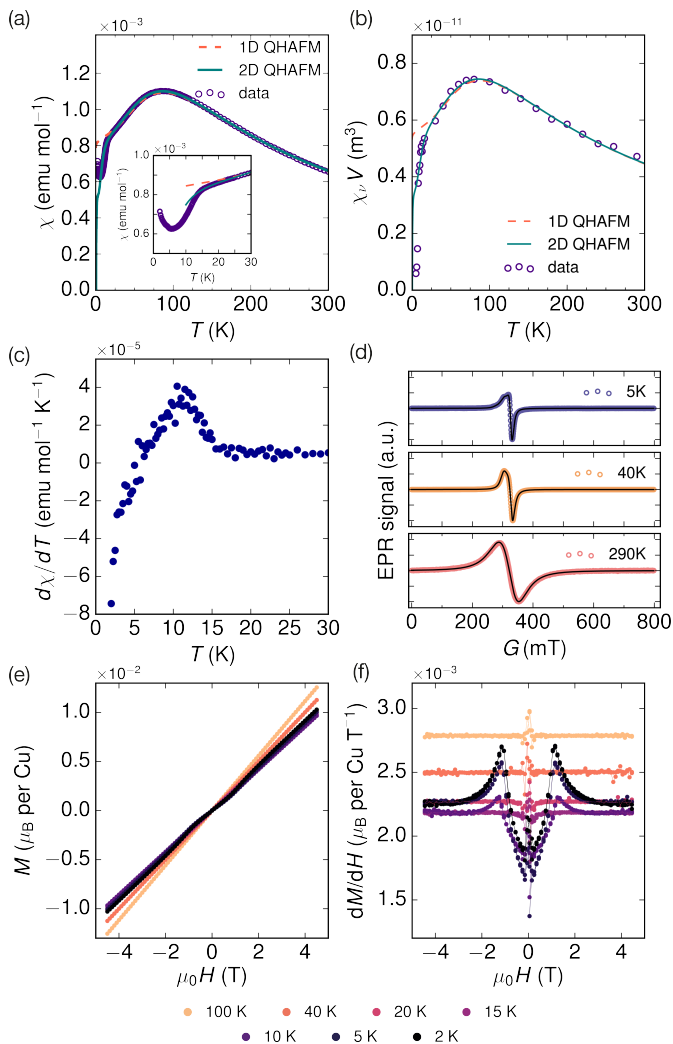 (a)
×10⁻³
1D QHAFM
2D QHAFM
data
χ (emu mol⁻¹)
1.2
1.0
0.8
0.6
0.4
0.2
0.0
0
100
200
300
T (K)
×10⁻³
1.0
0.8
0.6
χ (emu mol⁻¹)
0
10
20
30
T (K)
(b)
×10⁻¹¹
χᵥ V (m³)
1.0
0.8
0.6
0.4
0.2
0.0
1D QHAFM
2D QHAFM
data
0
100
200
300
T (K)
(c)
×10⁻⁵
dχ/dT (emu mol⁻¹ K⁻¹)
4
2
0
−2
−4
−6
−8
0
5
10
15
20
25
30
T (K)
(d)
EPR signal (a.u.)
5K
40K
290K
0
200
400
600
800
G (mT)
(e)
×10⁻²
M (μB per Cu)
1.0
0.5
0.0
−0.5
−1.0
−4
−2
0
2
4
μ₀H (T)
(f)
×10⁻³
dM/dH (μB per Cu T⁻¹)
3.0
2.5
2.0
1.5
−4
−2
0
2
4
μ₀H (T)
100 K 40 K 20 K 15 K
10 K 5 K 2 K